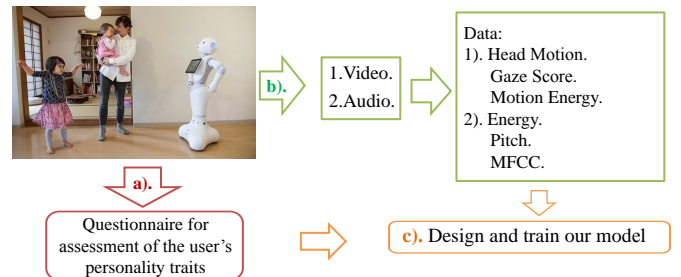 b).
1.Video.
2.Audio.
Data:
1). Head Motion.
Gaze Score.
Motion Energy.
2). Energy.
Pitch.
MFCC.
a).
Questionnaire for
assessment of the user's
personality traits
c). Design and train our model